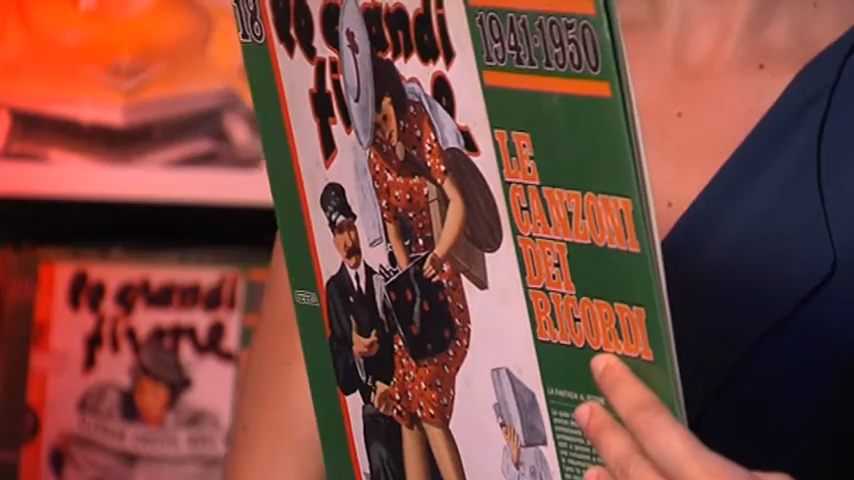 18
le grandi
firme
1941-1950
LE
CANZONI
DEI
RICORDI
le grandi
firme